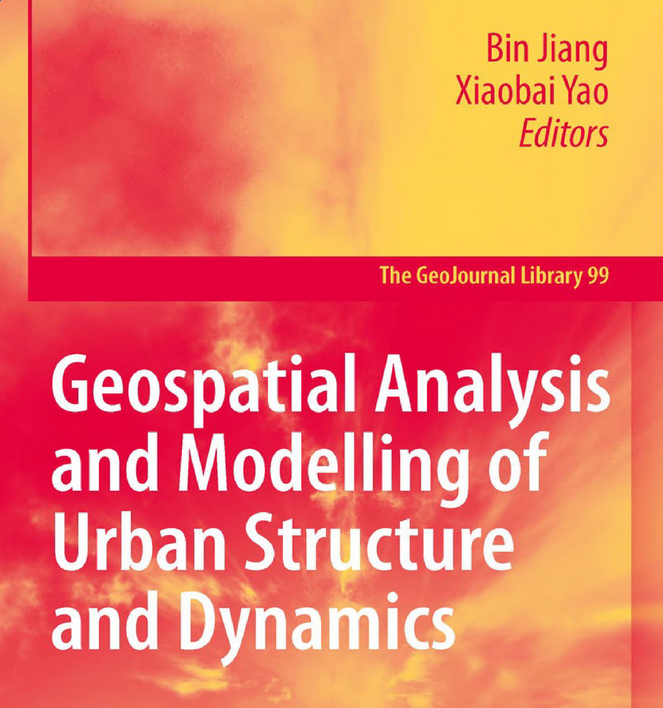 Bin Jiang
Xiaobai Yao
Editors
The GeoJournal Library 99
Geospatial Analysis
and Modelling of
Urban Structure
and Dynamics